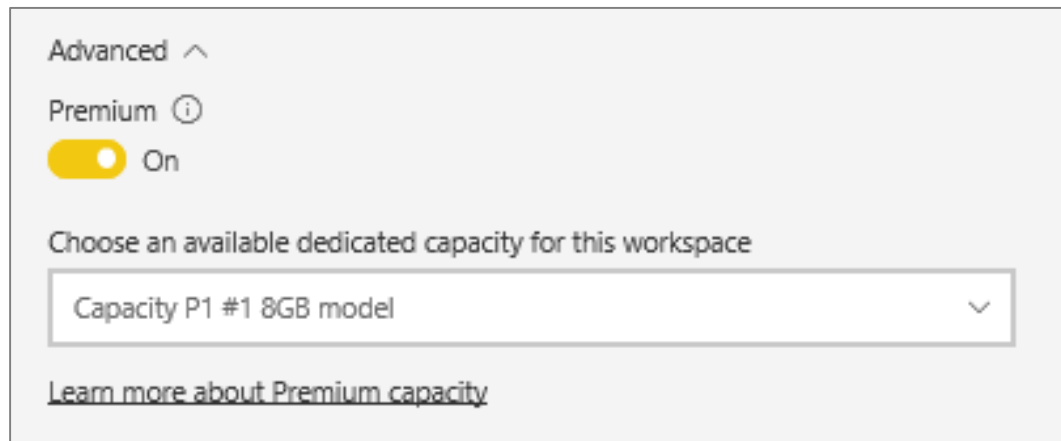 Advanced
Premium
On
Choose an available dedicated capacity for this workspace
Capacity P1 #1 8GB model
Learn more about Premium capacity